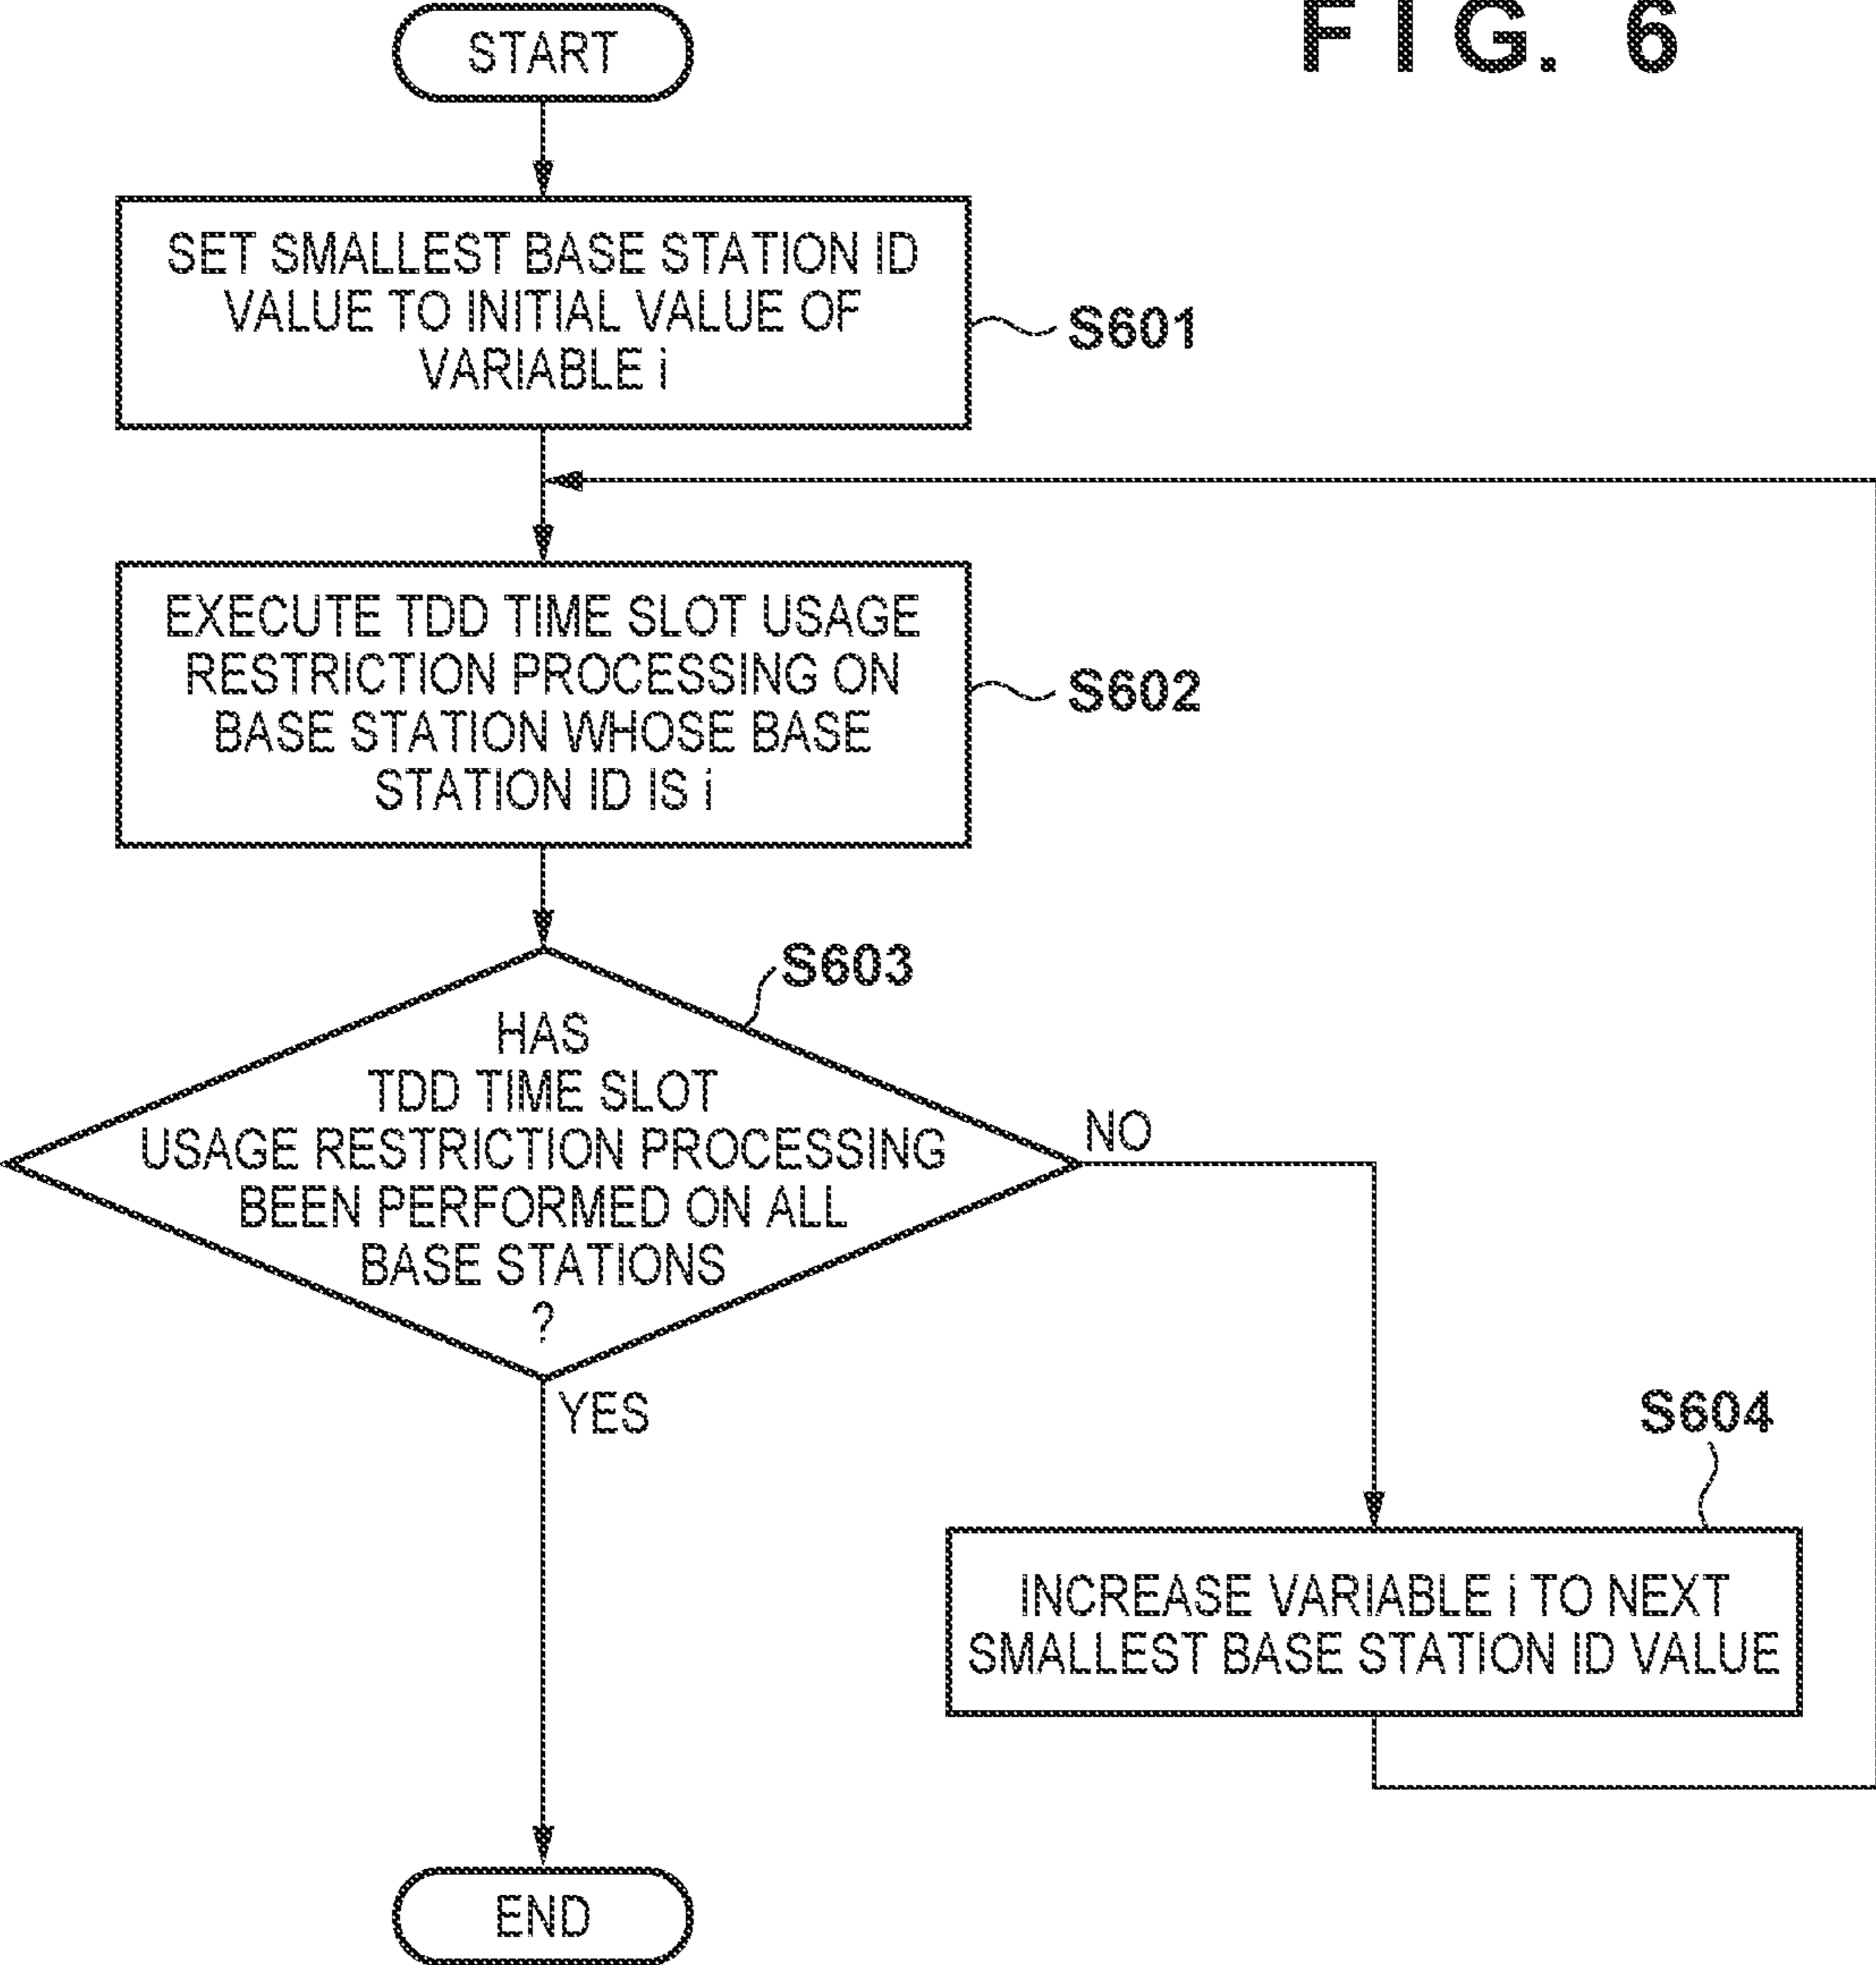 FIG. 6
START
SET SMALLEST BASE STATION ID
VALUE TO INITIAL VALUE OF
VARIABLE i
S601
EXECUTE TDD TIME SLOT USAGE
RESTRICTION PROCESSING ON
BASE STATION WHOSE BASE
STATION ID IS i
S602
S603
HAS
TDD TIME SLOT
USAGE RESTRICTION PROCESSING
BEEN PERFORMED ON ALL
BASE STATIONS
?
NO
YES
S604
INCREASE VARIABLE i TO NEXT
SMALLEST BASE STATION ID VALUE
END